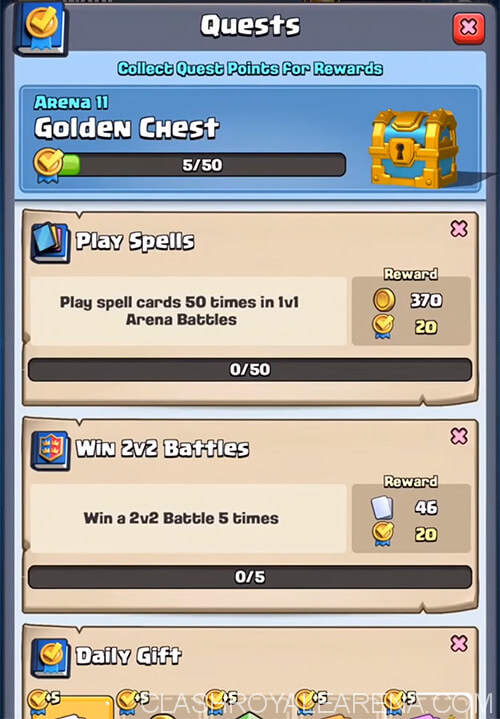 Quests
Collect Quest Points for Rewards
Arena 11
Golden Chest
5/50
Play Spells
Reward
Play spell cards 50 times in 1v1
Arena Battles
370
20
0/50
Win 2v2 Battles
Reward
Win a 2v2 Battle 5 times
46
20
0/5
Daily Gift
+5 +5 +5 +5 +5
CLASHROYALEARENA.COM